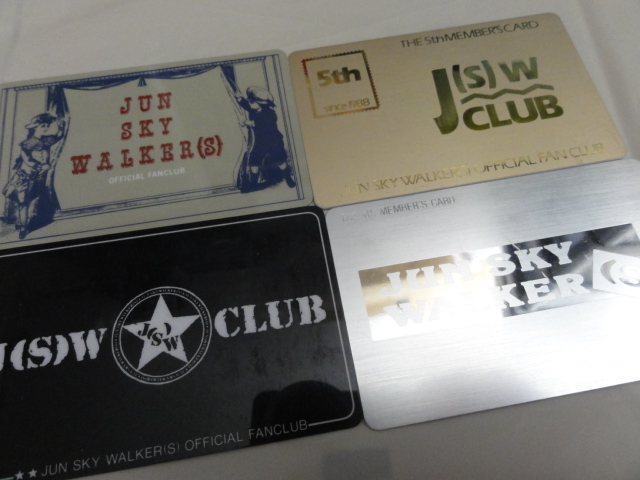 JUN
SKY
WALKER(S)
OFFICIAL FANCLUB
THE 5th MEMBER'S CARD
5th
since 1988
J(S)W
CLUB
JUN SKY WALKER(S) OFFICIAL FAN CLUB
J(S)W CLUB
J(S)W
★★ JUN SKY WALKER(S) OFFICIAL FANCLUB
MEMBER'S CARD
JUN SKY
WALKER (S